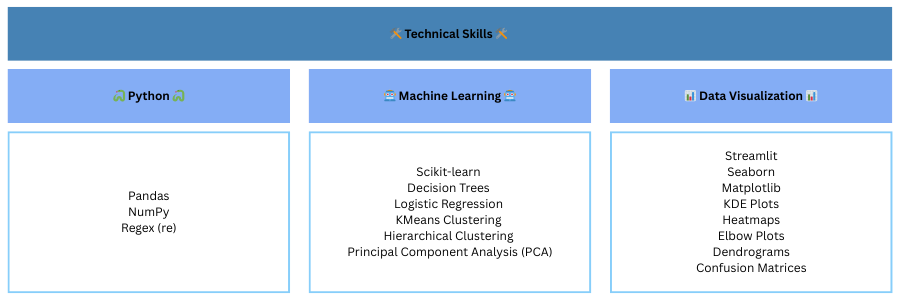 Technical Skills
Python
Machine Learning
Data Visualization
Pandas
NumPy
Regex (re)
Scikit-learn
Decision Trees
Logistic Regression
KMeans Clustering
Hierarchical Clustering
Principal Component Analysis (PCA)
Streamlit
Seaborn
Matplotlib
KDE Plots
Heatmaps
Elbow Plots
Dendrograms
Confusion Matrices